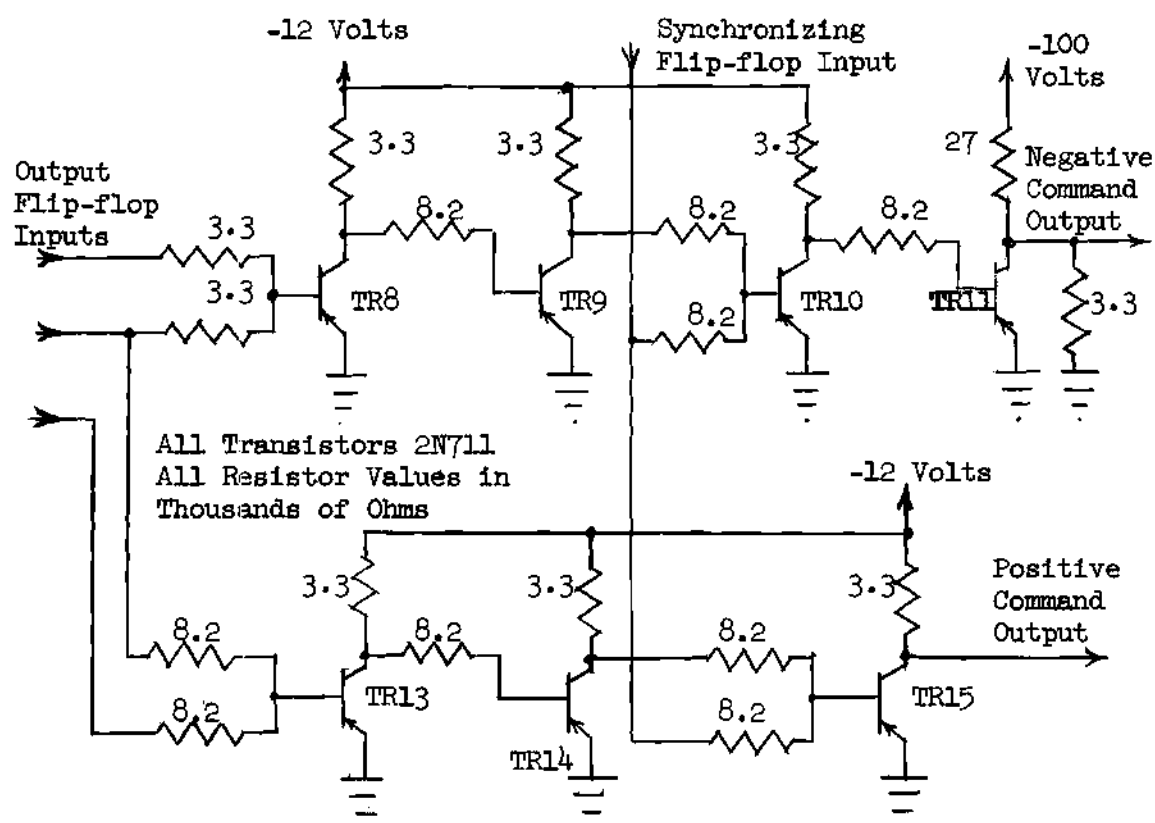 -12 Volts
Synchronizing
Flip-flop Input
-100
Volts
3.3
3.3
3.3
27
Negative
Command
Output
Output
Flip-flop
Inputs
3.3
8.2
8.2
8.2
3.3
TR8
TR9
TR10
TR11
3.3
8.2
All Transistors 2N711
All Resistor Values in
Thousands of Ohms
-12 Volts
3.3
3.3
3.3
Positive
Command
Output
8.2
8.2
8.2
TR13
TR15
8.2
8.2
TR14